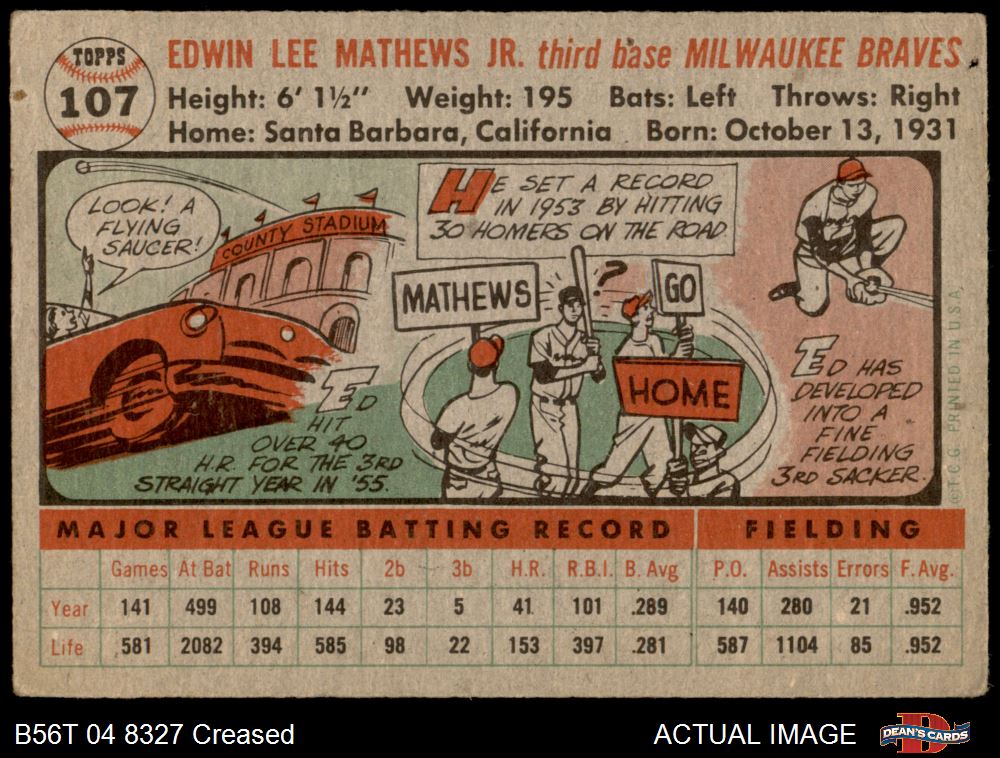 TOPPS
107
EDWIN LEE MATHEWS JR. third base MILWAUKEE BRAVES
Height: 6' 1½" Weight: 195 Bats: Left Throws: Right
Home: Santa Barbara, California Born: October 13, 1931
LOOK! A
FLYING
SAUCER!
COUNTY STADIUM
ED
HIT
OVER 40
H.R. FOR THE 3RD
STRAIGHT YEAR IN '55.
HE SET A RECORD
IN 1953 BY HITTING
30 HOMERS ON THE ROAD
MATHEWS
?
GO
HOME
ED HAS
DEVELOPED
INTO A
FINE
FIELDING
3RD SACKER.
©T.C.G. PRINTED IN U.S.A.
MAJOR LEAGUE BATTING RECORD FIELDING
Games At Bat Runs Hits 2b 3b H.R. R.B.I. B. Avg P.O. Assists Errors F. Avg.
Year 141 499 108 144 23 5 41 101 .289 140 280 21 .952
Life 581 2082 394 585 98 22 153 397 .281 587 1104 85 .952
B56T 04 8327 Creased
ACTUAL IMAGE
DEAN'S CARDS